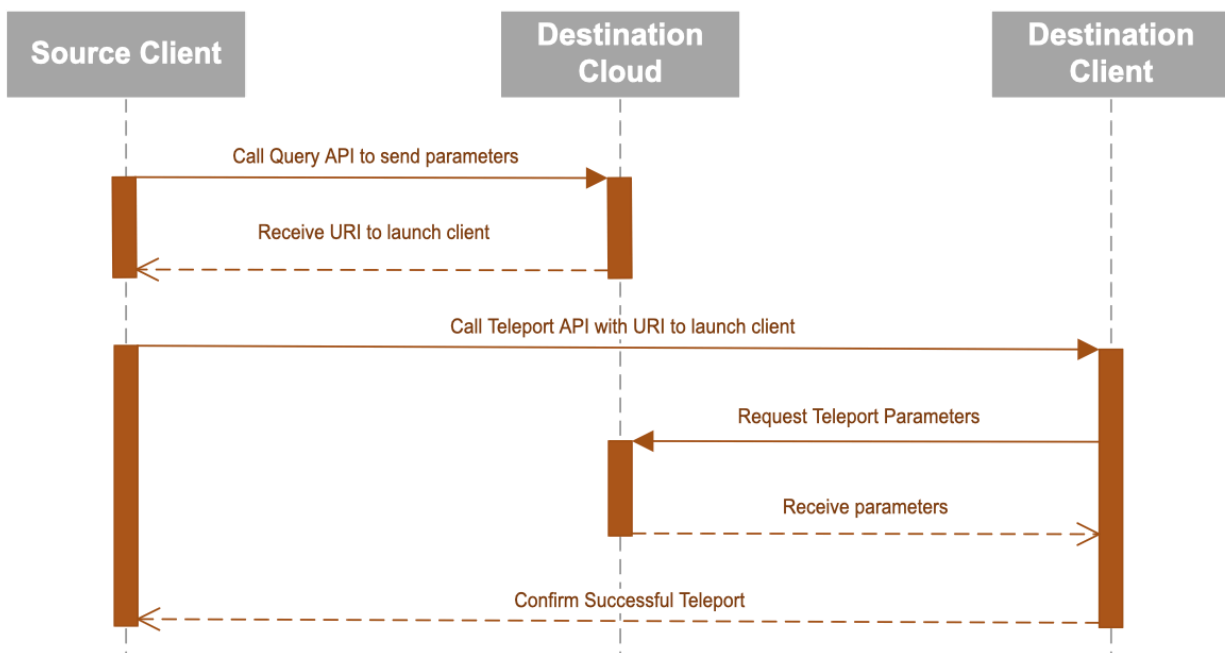 Source Client
Destination
Cloud
Destination
Client
Call Query API to send parameters
Receive URI to launch client
Call Teleport API with URI to launch client
Request Teleport Parameters
Receive parameters
Confirm Successful Teleport